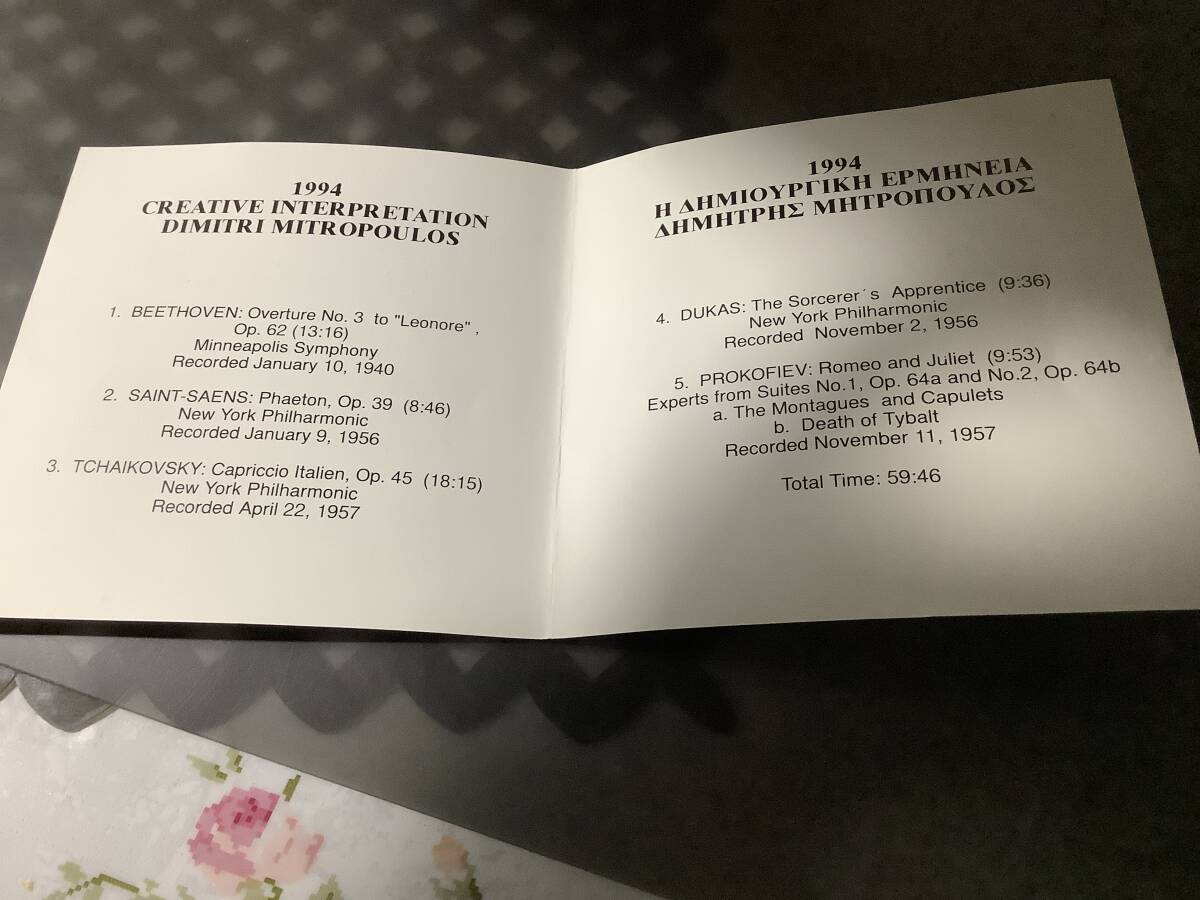 1994
CREATIVE INTERPRETATION
DIMITRI MITROPOULOS
1. BEETHOVEN: Overture No. 3 to "Leonore" ,
Op. 62 (13:16)
Minneapolis Symphony
Recorded January 10, 1940
2. SAINT-SAENS: Phaeton, Op. 39 (8:46)
New York Philharmonic
Recorded January 9, 1956
3. TCHAIKOVSKY: Capriccio Italien, Op. 45 (18:15)
New York Philharmonic
Recorded April 22, 1957
1994
Η ΔΗΜΙΟΥΡΓΙΚΗ ΕΡΜΗΝΕΙΑ
ΔΗΜΗΤΡΗΣ ΜΗΤΡΟΠΟΥΛΟΣ
4. DUKAS: The Sorcerer´s Apprentice (9:36)
New York Philharmonic
Recorded November 2, 1956
5. PROKOFIEV: Romeo and Juliet (9:53)
Experts from Suites No.1, Op. 64a and No.2, Op. 64b
a. The Montagues and Capulets
b. Death of Tybalt
Recorded November 11, 1957
Total Time: 59:46